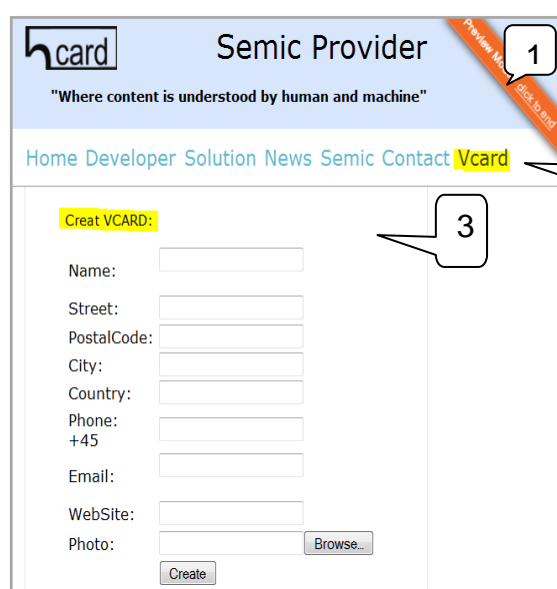 hcard
Semic Provider
Preview Mo
click to end
1
"Where content is understood by human and machine"
Home Developer Solution News Semic Contact Vcard
Creat VCARD:
3
Name:
Street:
PostalCode:
City:
Country:
Phone:
+45
Email:
WebSite:
Photo:
Browse...
Create